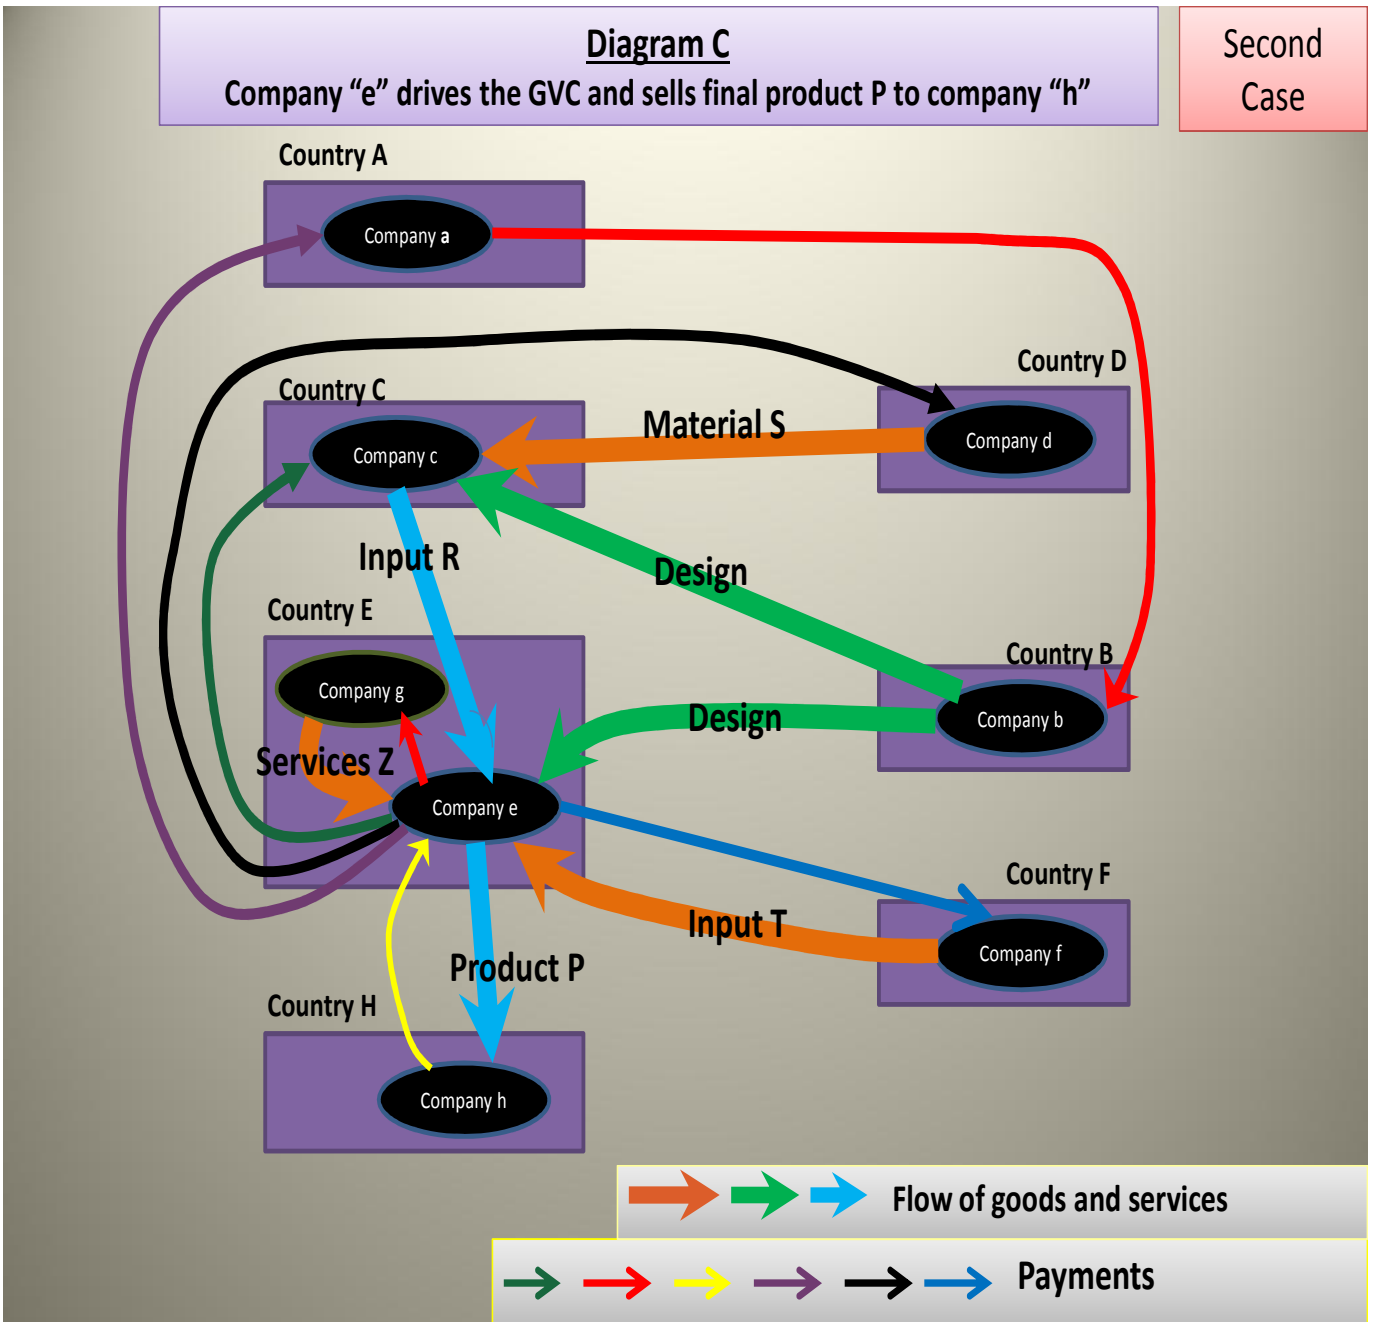 Diagram C
Company “e” drives the GVC and sells final product P to company “h”
Second
Case
Country A
Company a
Country D
Country C
Material S
Company d
Company c
Input R
Design
Country E
Country B
Company g
Design
Company b
Services Z
Company e
Country F
Input T
Company f
Product P
Country H
Company h
Flow of goods and services
Payments